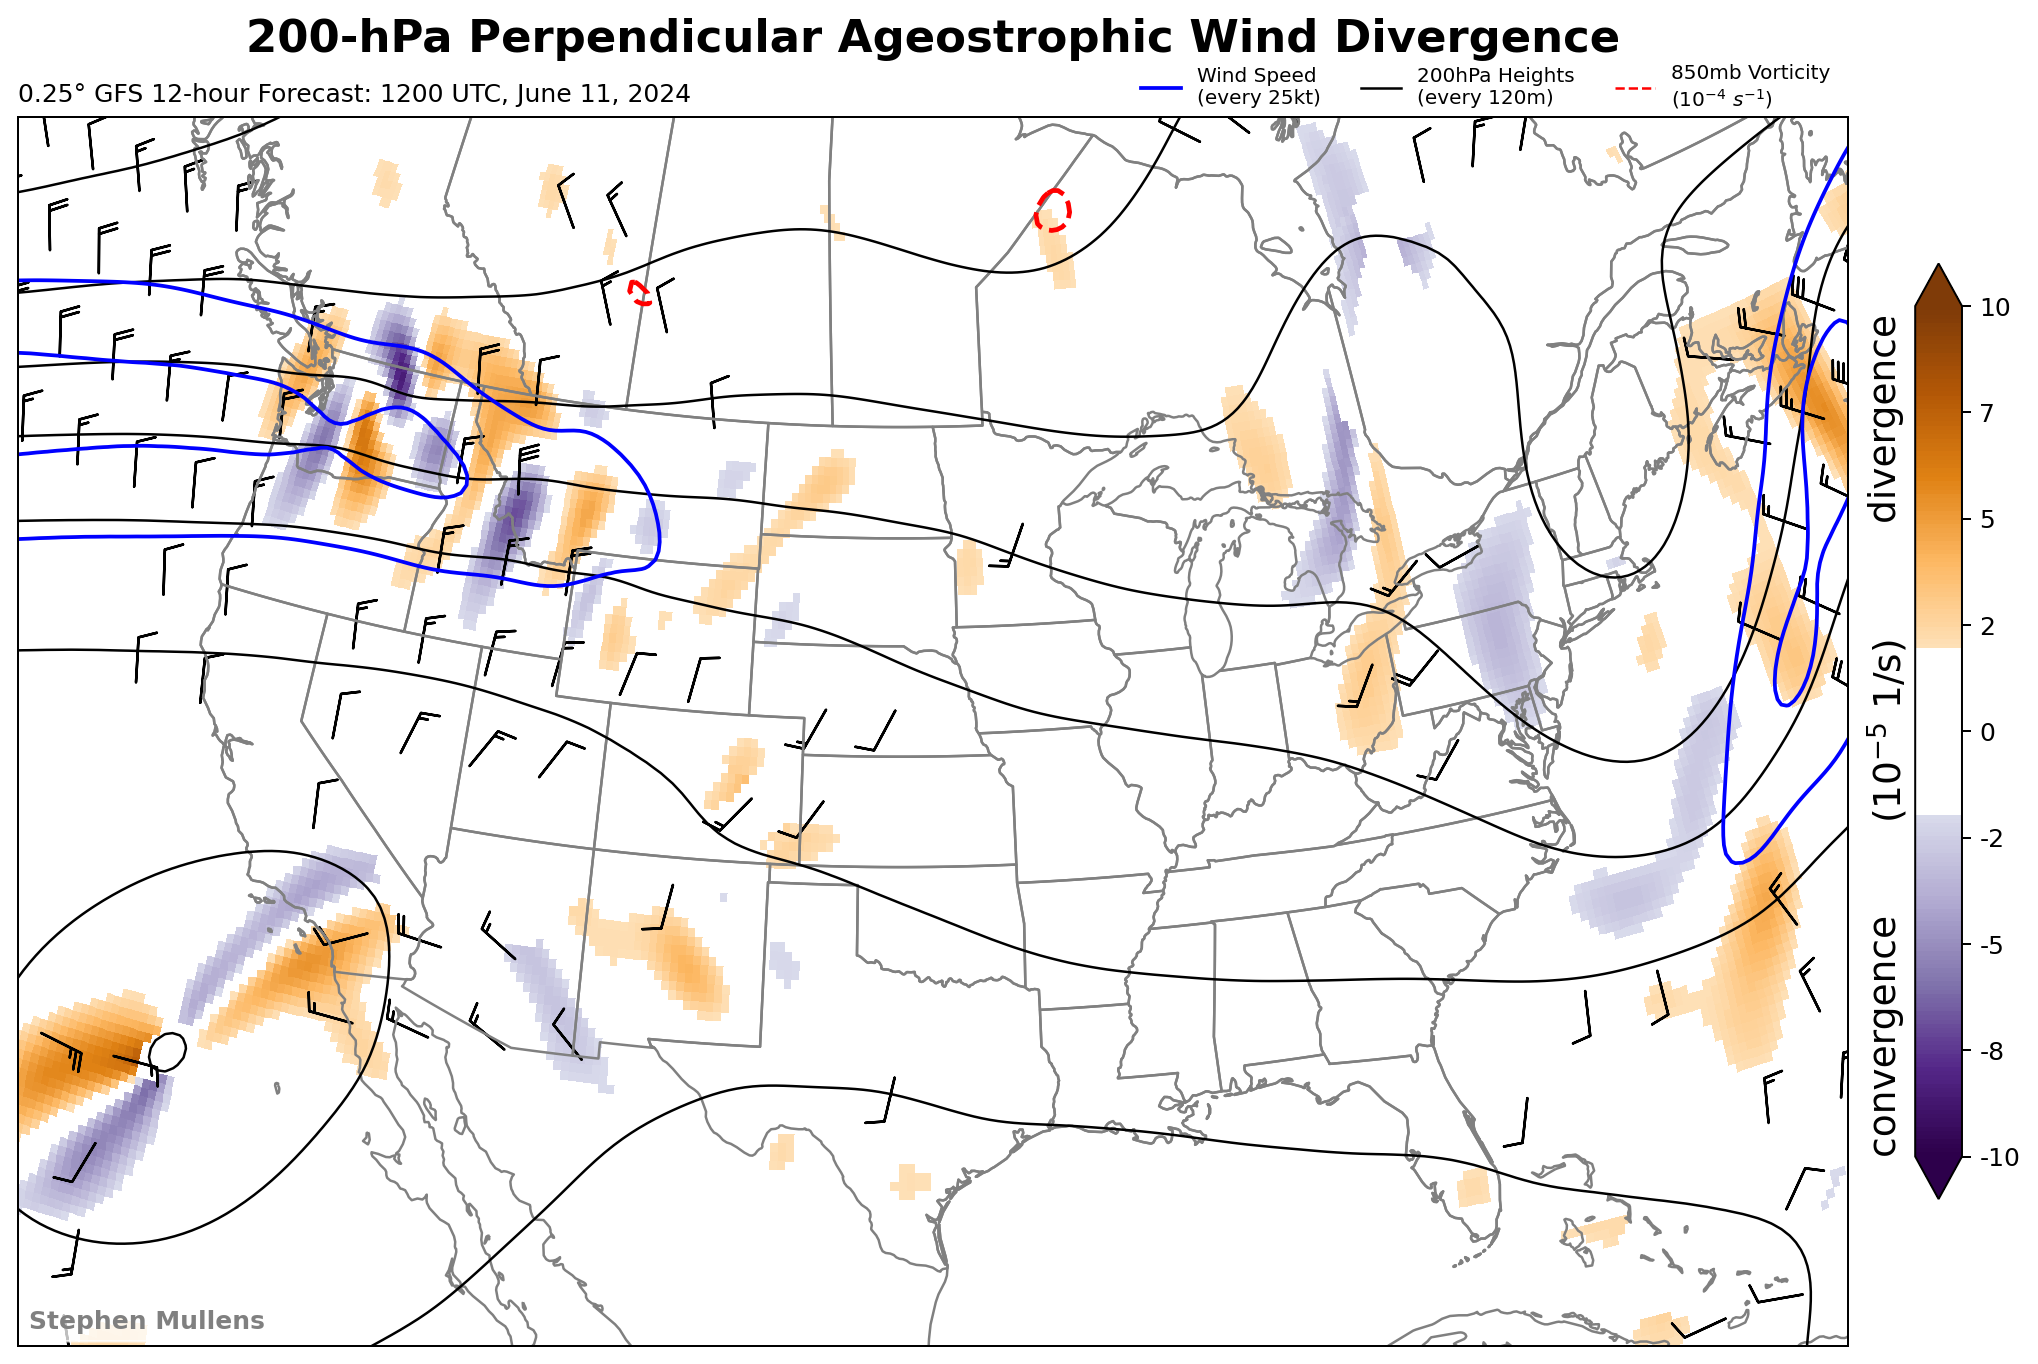 200-hPa Perpendicular Ageostrophic Wind Divergence
0.25° GFS 12-hour Forecast: 1200 UTC, June 11, 2024
Wind Speed
(every 25kt)
200hPa Heights
(every 120m)
850mb Vorticity
(10⁻⁴ s⁻¹)
10
7
5
2
0
-2
-5
-8
-10
convergence (10⁻⁵ 1/s) divergence
Stephen Mullens